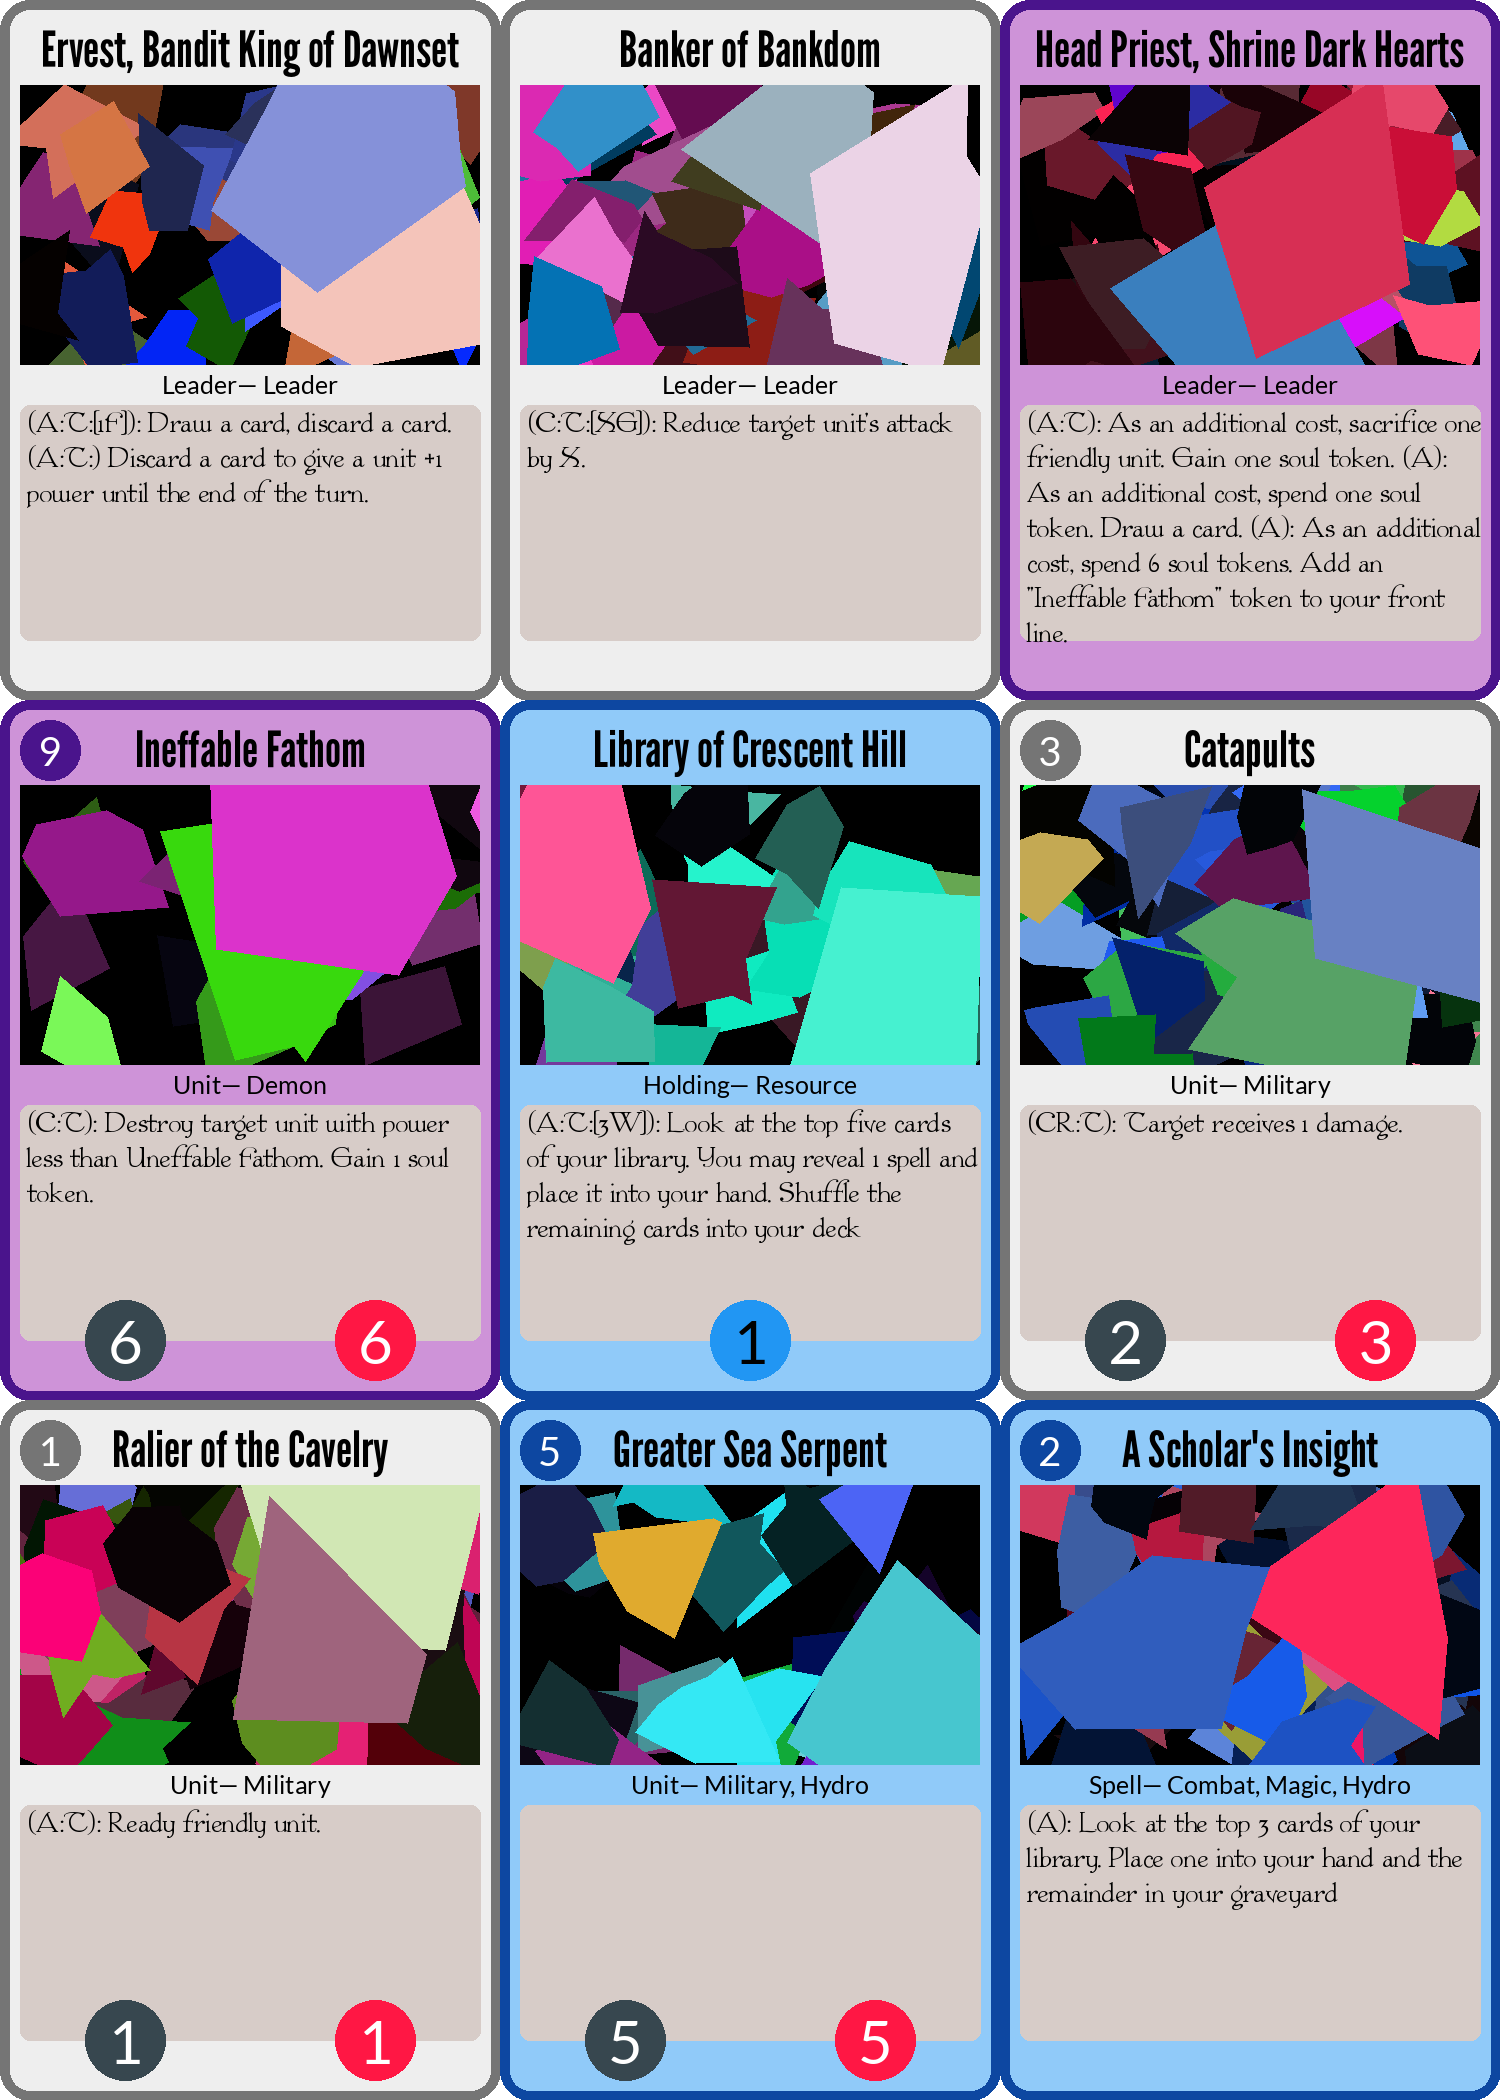 Ervest, Bandit King of Dawnset
Leader— Leader
(A:T:[1F]): Draw a card, discard a card.
(A:T:) Discard a card to give a unit +1
power until the end of the turn.
Banker of Bankdom
Leader— Leader
(C:T:[XG]): Reduce target unit's attack
by X.
Head Priest, Shrine Dark Hearts
Leader— Leader
(A:T): As an additional cost, sacrifice one
friendly unit. Gain one soul token. (A):
As an additional cost, spend one soul
token. Draw a card. (A): As an additional
cost, spend 6 soul tokens. Add an
"Ineffable Fathom" token to your front
line.
9
Ineffable Fathom
Unit— Demon
(C:T): Destroy target unit with power
less than Uneffable Fathom. Gain 1 soul
token.
6
6
Library of Crescent Hill
Holding— Resource
(A:T:[3W]): Look at the top five cards
of your library. You may reveal 1 spell and
place it into your hand. Shuffle the
remaining cards into your deck
1
3
Catapults
Unit— Military
(CR:T): Target receives 1 damage.
2
3
1
Ralier of the Cavelry
Unit— Military
(A:T): Ready friendly unit.
1
1
5
Greater Sea Serpent
Unit— Military, Hydro
5
5
2
A Scholar's Insight
Spell— Combat, Magic, Hydro
(A): Look at the top 3 cards of your
library. Place one into your hand and the
remainder in your graveyard